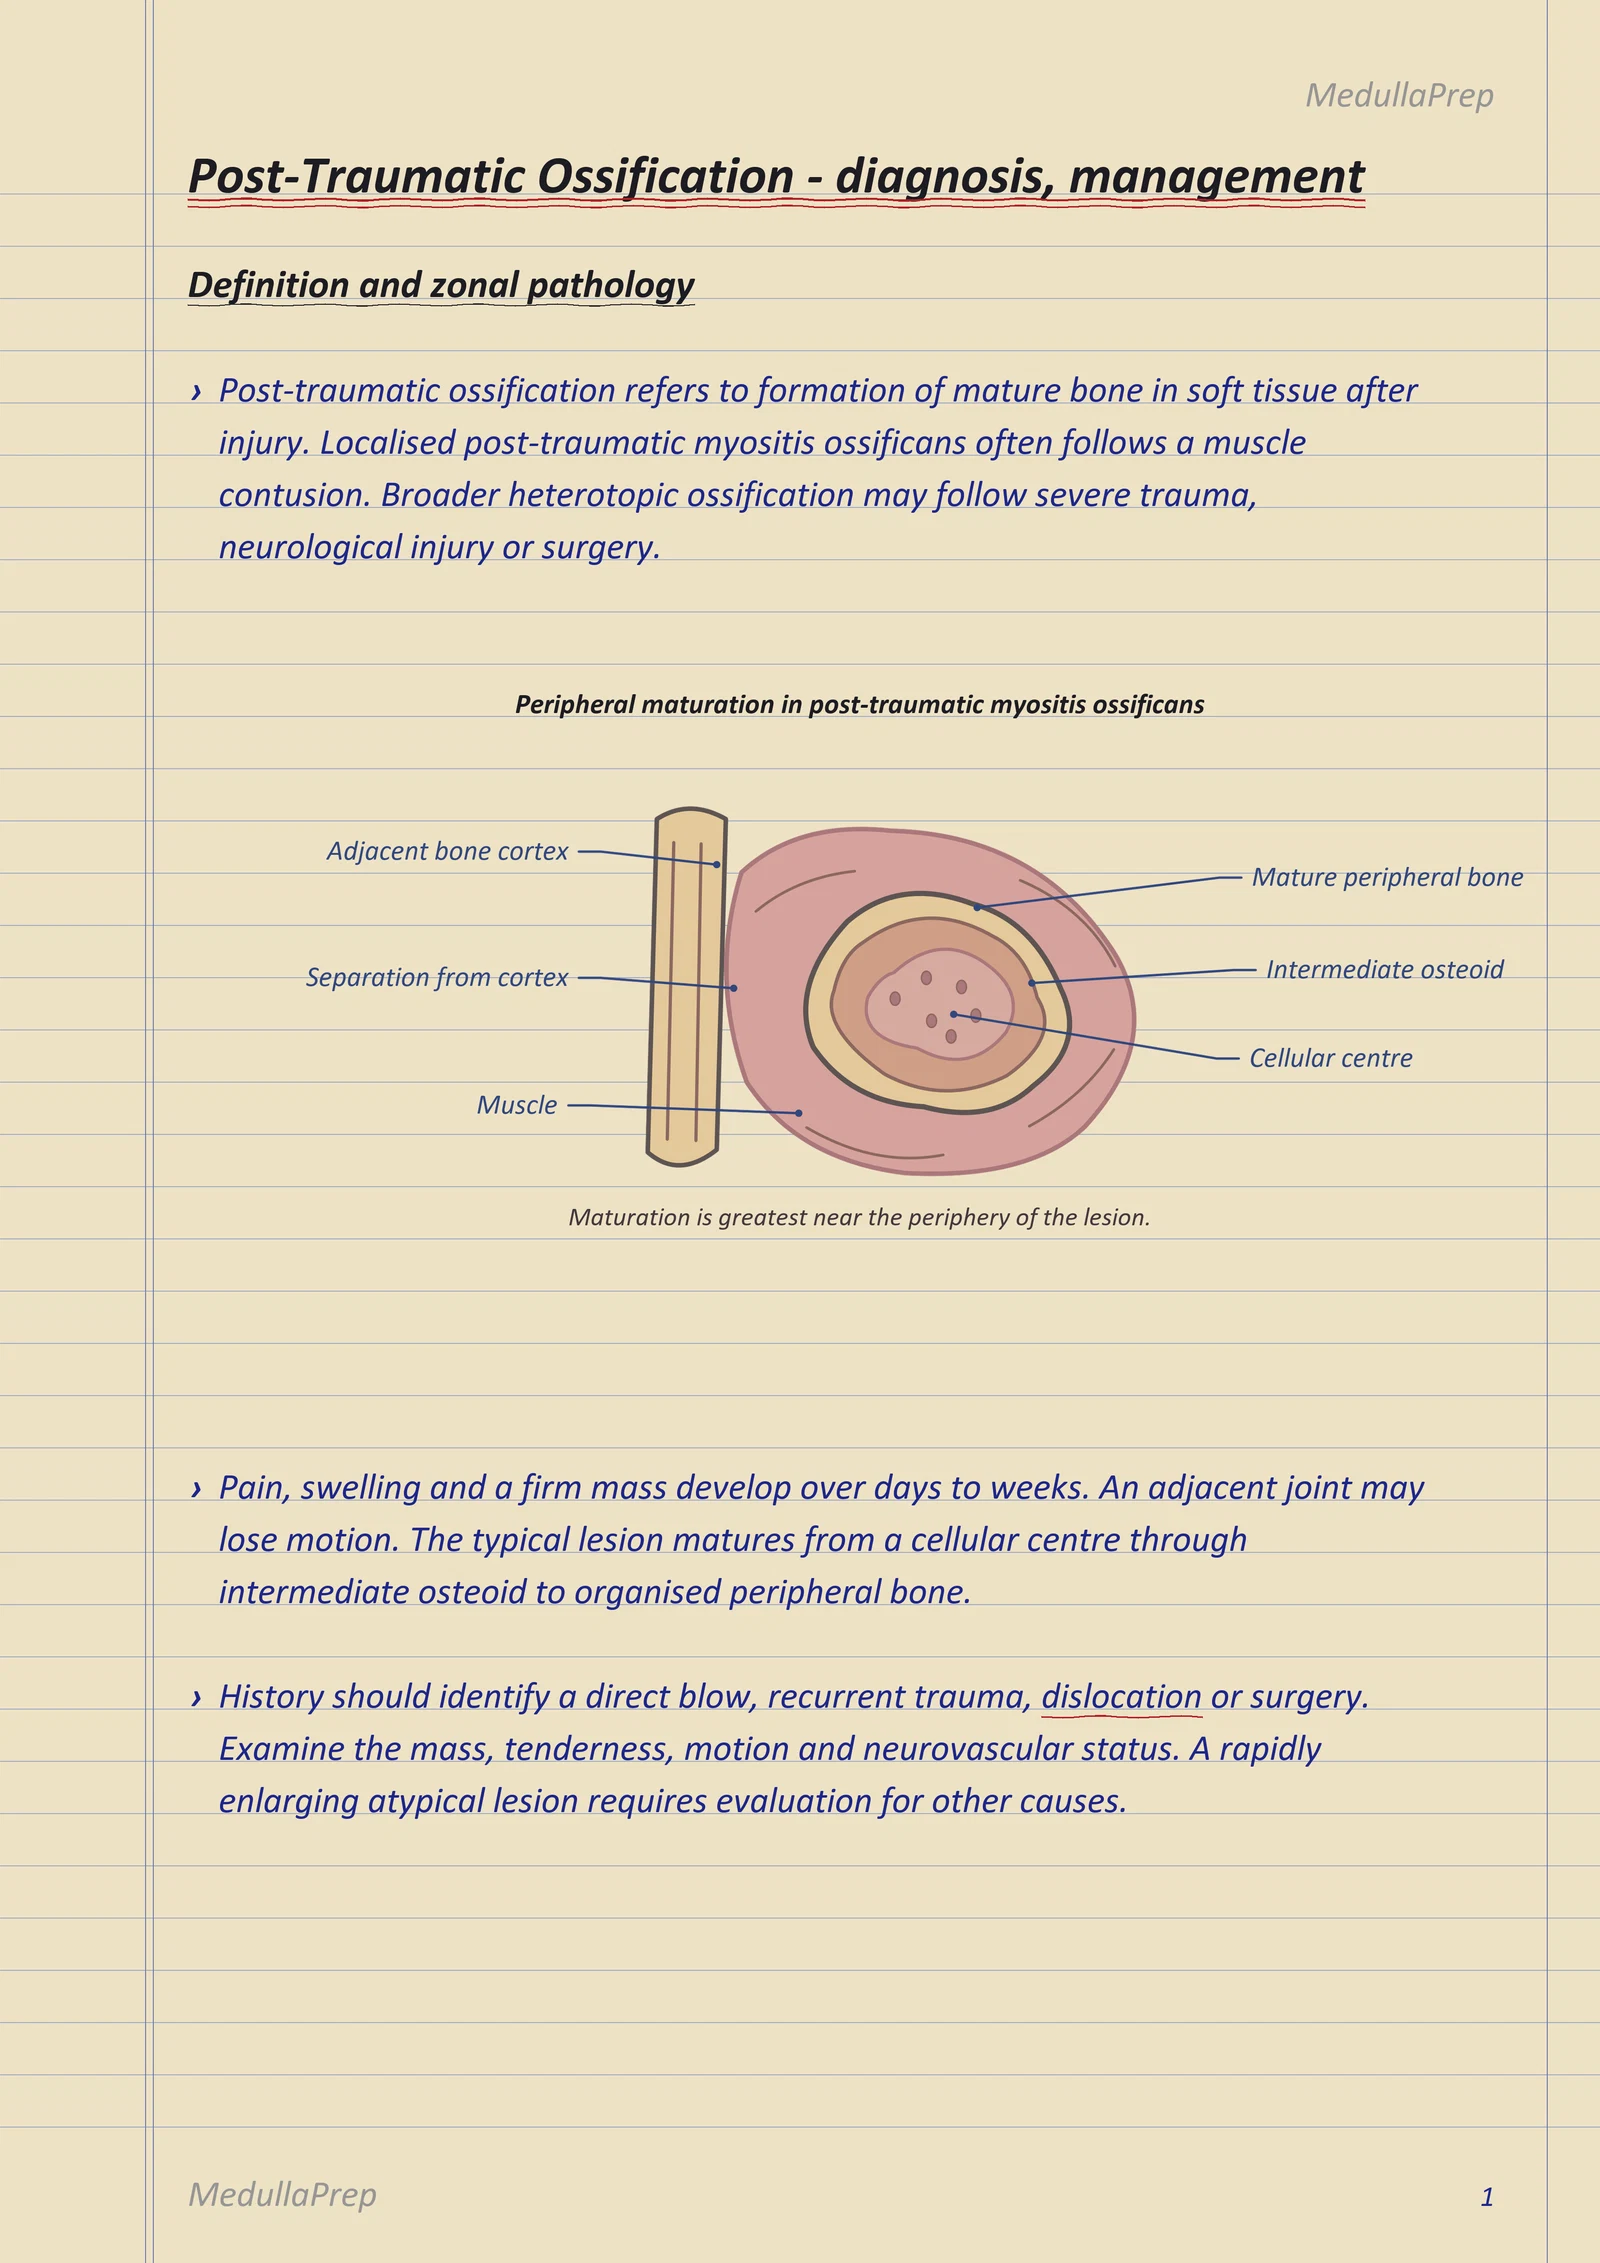 MedullaPrep
Post-Traumatic Ossification - diagnosis, management
Definition and zonal pathology
› Post-traumatic ossification refers to formation of mature bone in soft tissue after
injury. Localised post-traumatic myositis ossificans often follows a muscle
contusion. Broader heterotopic ossification may follow severe trauma,
neurological injury or surgery.
Peripheral maturation in post-traumatic myositis ossificans
Adjacent bone cortex
Mature peripheral bone
Separation from cortex
Intermediate osteoid
Cellular centre
Muscle
Maturation is greatest near the periphery of the lesion.
› Pain, swelling and a firm mass develop over days to weeks. An adjacent joint may
lose motion. The typical lesion matures from a cellular centre through
intermediate osteoid to organised peripheral bone.
› History should identify a direct blow, recurrent trauma, dislocation or surgery.
Examine the mass, tenderness, motion and neurovascular status. A rapidly
enlarging atypical lesion requires evaluation for other causes.
MedullaPrep
1